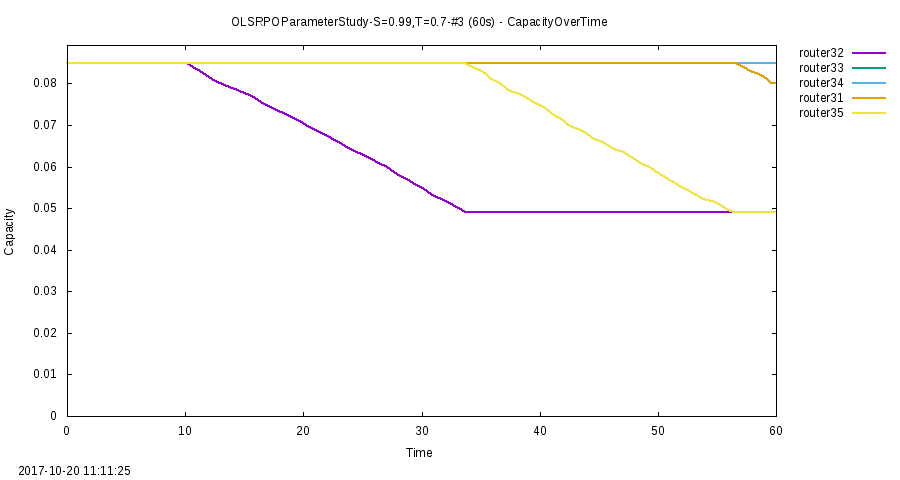 OLSRPOParameterStudy-S=0.99,T=0.7-#3 (60s) - CapacityOverTime
router32
router33
router34
router31
router35
0.08
0.07
0.06
0.05
0.04
0.03
0.02
0.01
0
Capacity
0 10 20 30 40 50 60
Time
2017-10-20 11:11:25